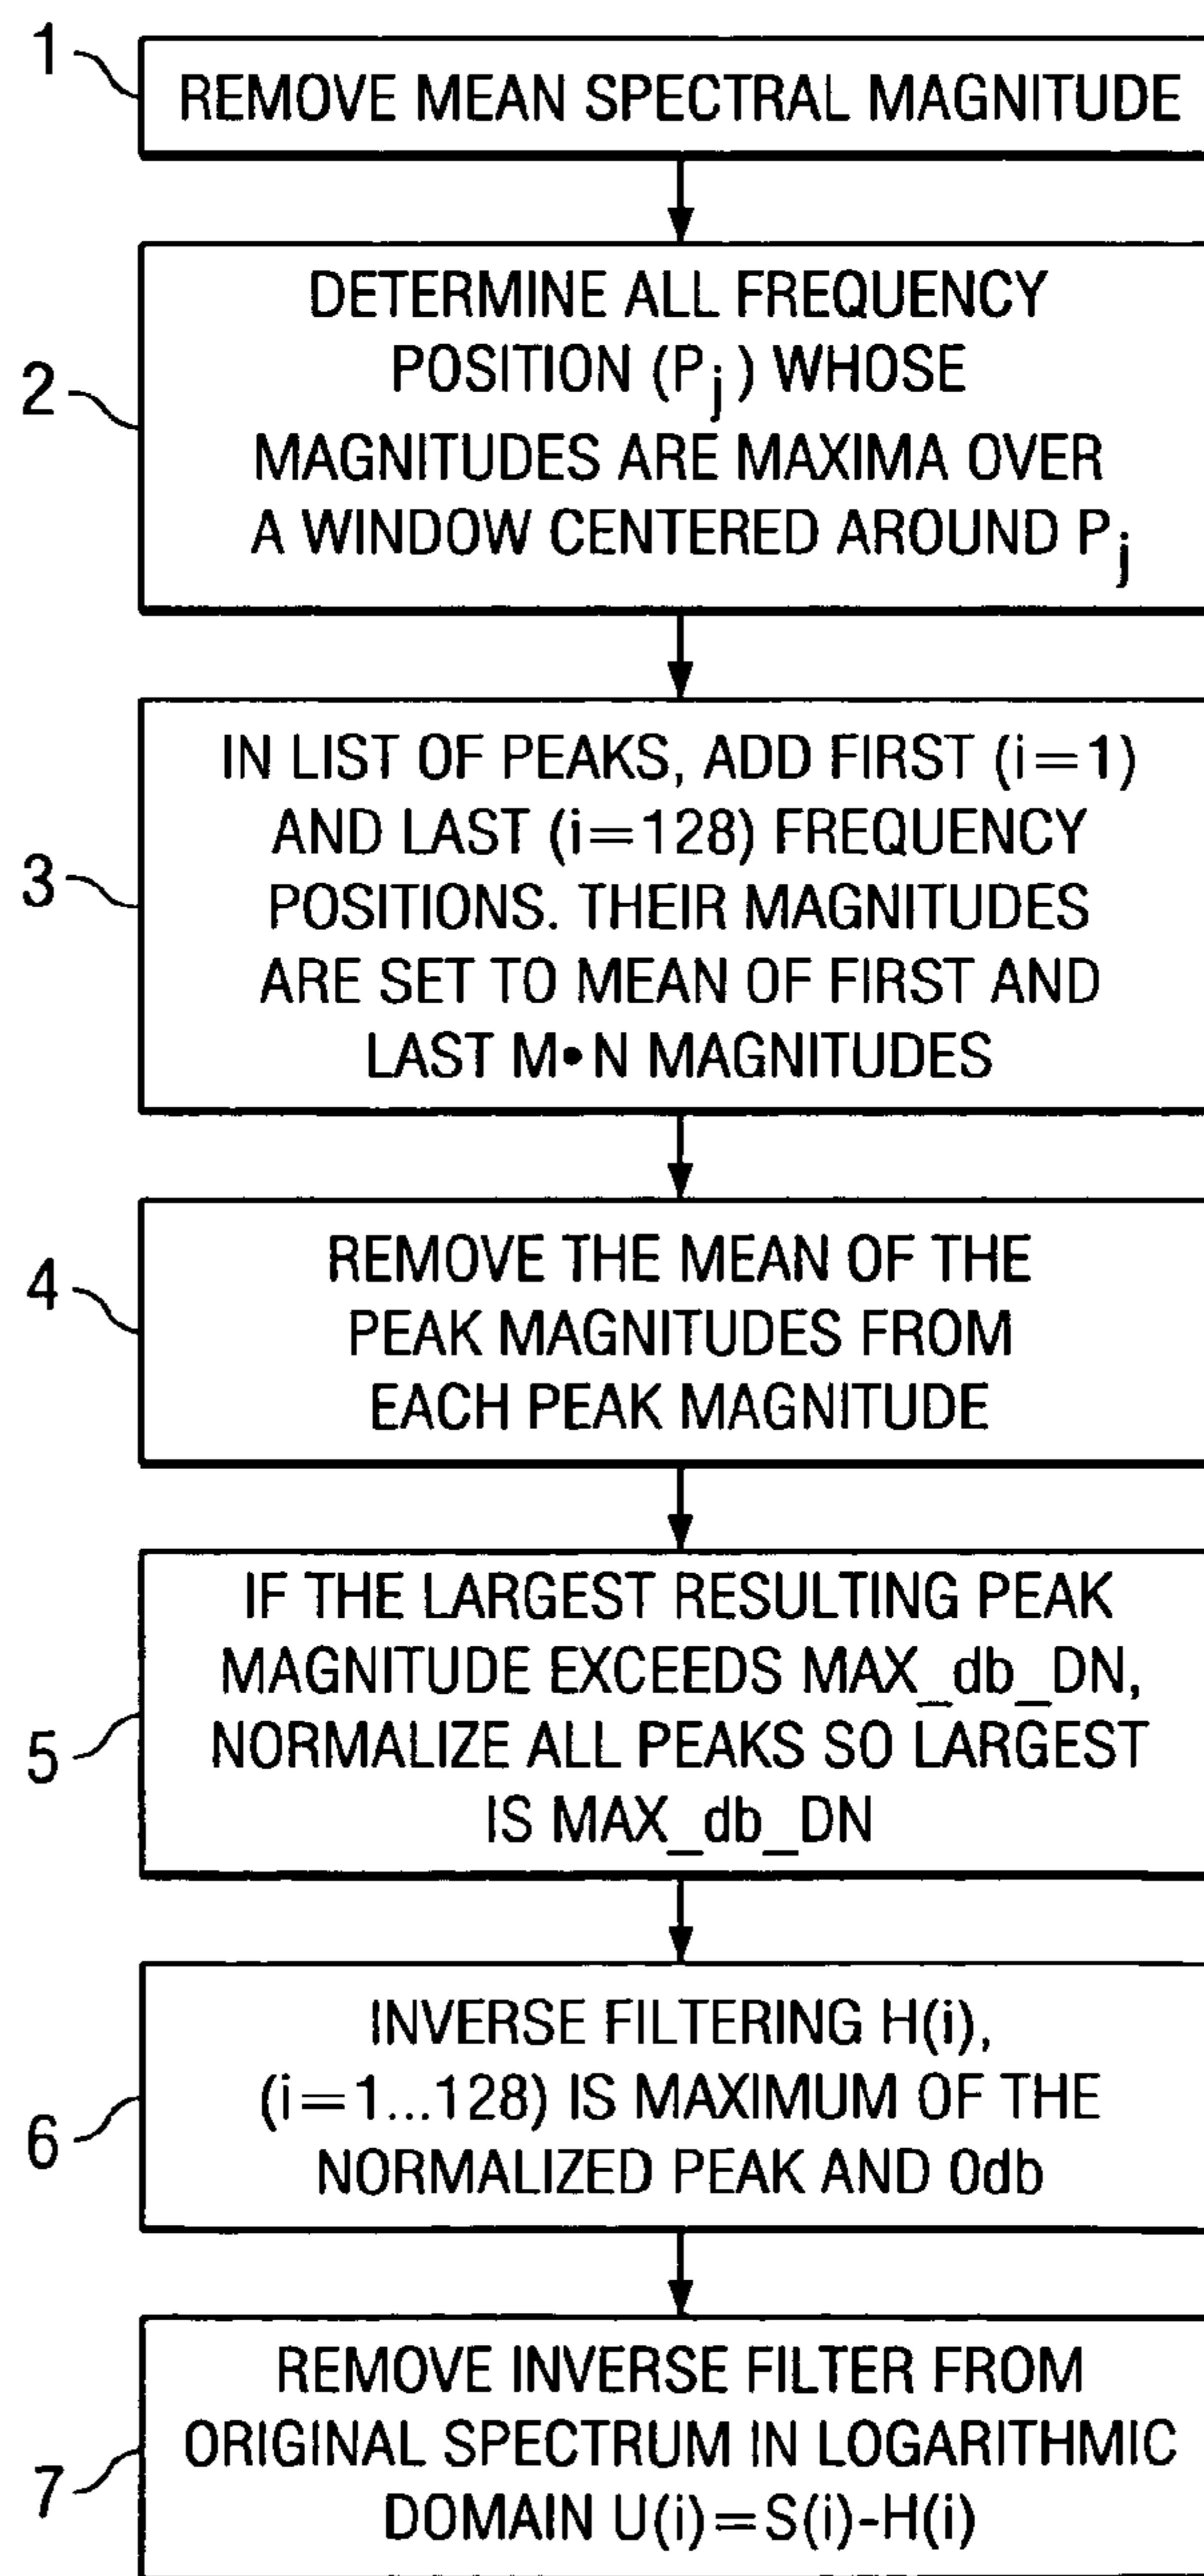 1
REMOVE MEAN SPECTRAL MAGNITUDE
2
DETERMINE ALL FREQUENCY
POSITION (Pj) WHOSE
MAGNITUDES ARE MAXIMA OVER
A WINDOW CENTERED AROUND Pj
3
IN LIST OF PEAKS, ADD FIRST (i=1)
AND LAST (i=128) FREQUENCY
POSITIONS. THEIR MAGNITUDES
ARE SET TO MEAN OF FIRST AND
LAST M•N MAGNITUDES
4
REMOVE THE MEAN OF THE
PEAK MAGNITUDES FROM
EACH PEAK MAGNITUDE
5
IF THE LARGEST RESULTING PEAK
MAGNITUDE EXCEEDS MAX_db_DN,
NORMALIZE ALL PEAKS SO LARGEST
IS MAX_db_DN
6
INVERSE FILTERING H(i),
(i=1...128) IS MAXIMUM OF THE
NORMALIZED PEAK AND 0db
7
REMOVE INVERSE FILTER FROM
ORIGINAL SPECTRUM IN LOGARITHMIC
DOMAIN U(i)=S(i)-H(i)